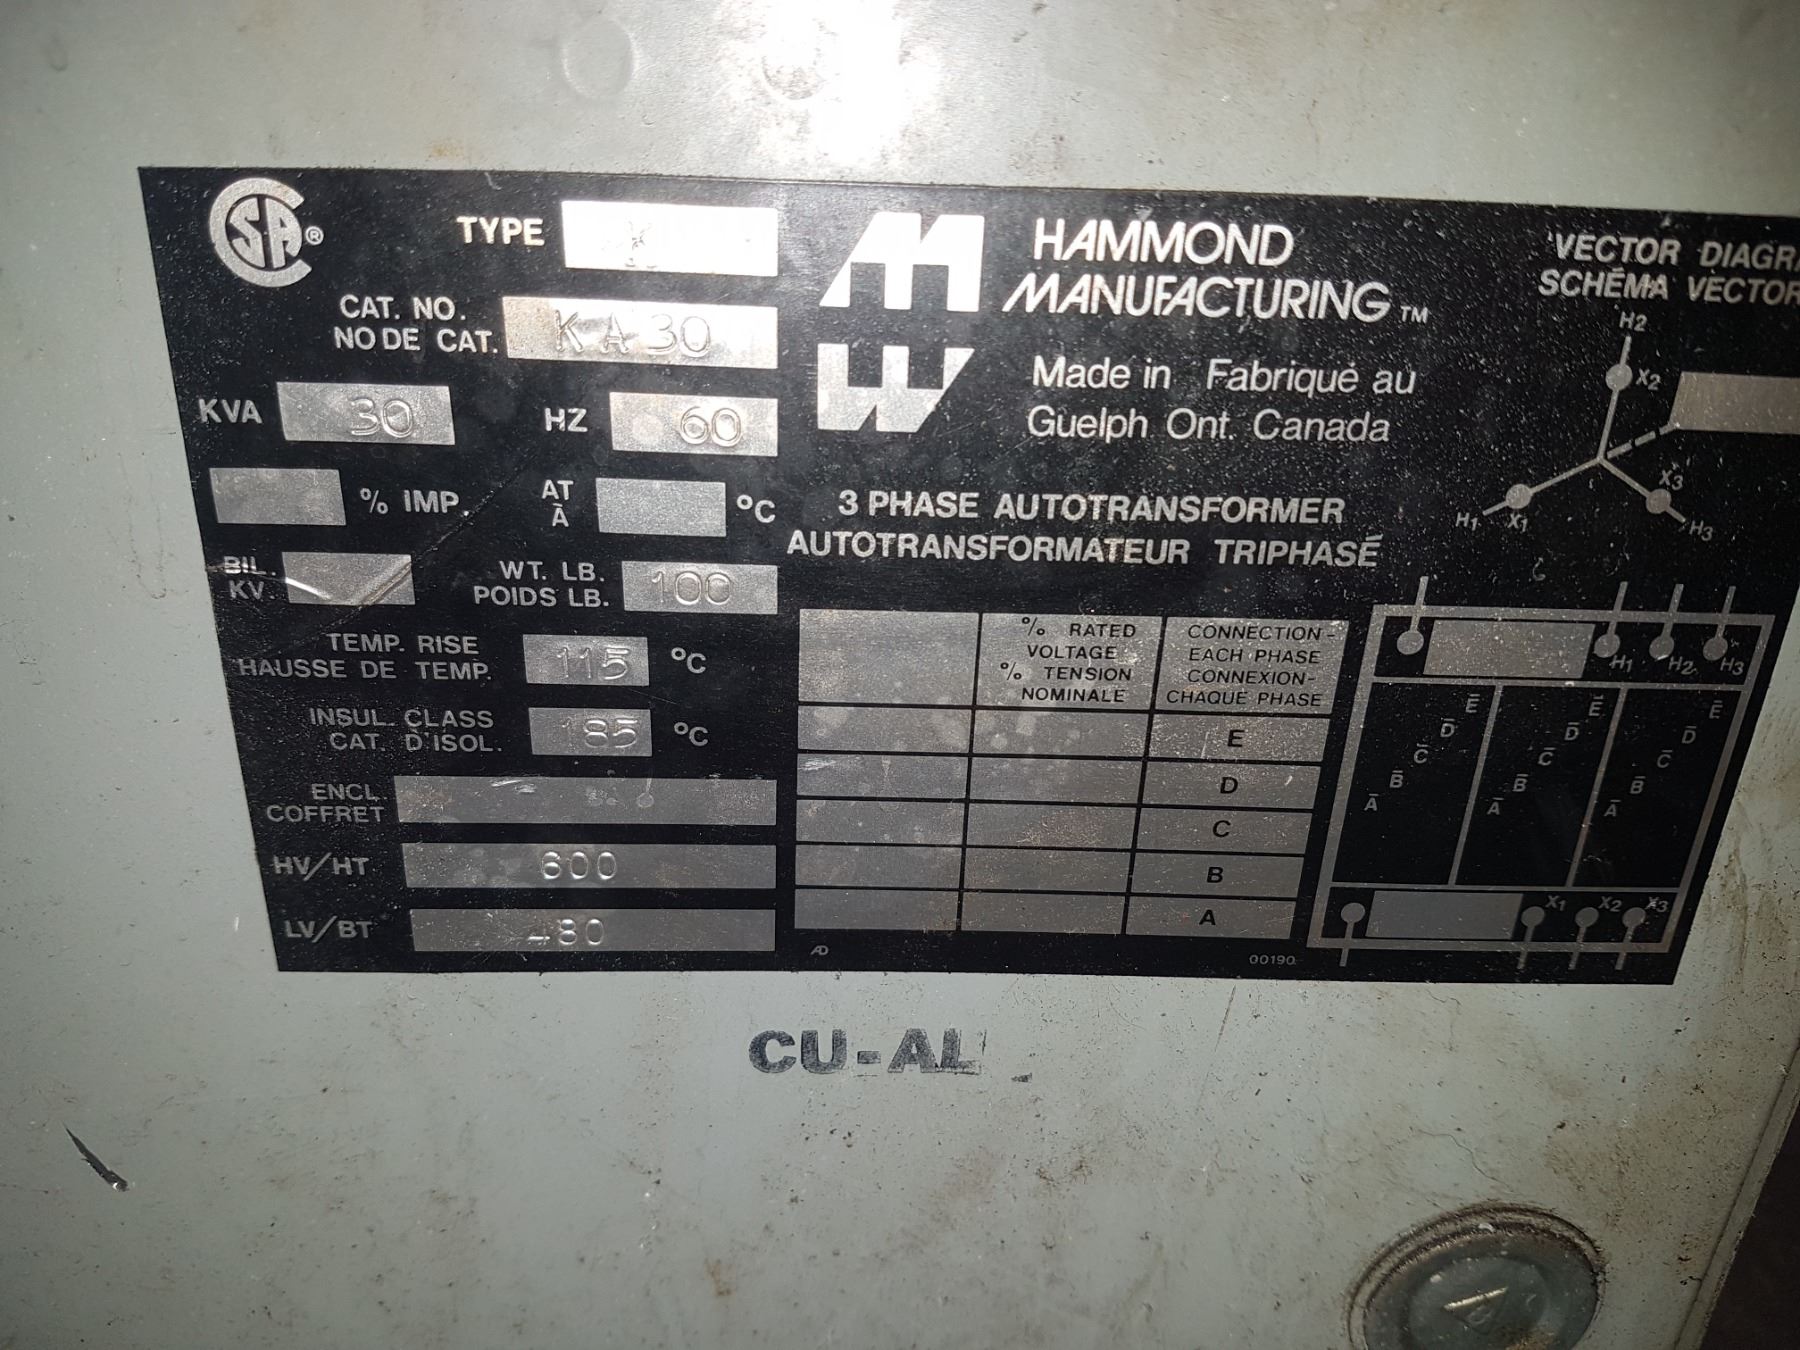 CSA®
TYPE K
CAT. NO.
NO DE CAT. KA30
KVA 30 HZ 60
% IMP. AT
À °C
BIL.
KV. WT. LB.
POIDS LB. 100
TEMP. RISE
HAUSSE DE TEMP. 115 °C
INSUL. CLASS
CAT. D'ISOL. 185 °C
ENCL.
COFFRET
HV/HT 600
LV/BT 480
HAMMOND
MANUFACTURING™
Made in Fabriqué au
Guelph Ont. Canada
3 PHASE AUTOTRANSFORMER
AUTOTRANSFORMATEUR TRIPHASÉ
% RATED
VOLTAGE
% TENSION
NOMINALE
CONNECTION-
EACH PHASE
CONNEXION-
CHAQUE PHASE
E
D
C
B
A
00190
VECTOR DIAGRA
SCHÉMA VECTOR
H2
X2
X3
H1 X1 H3
H1 H2 H3
E E E
D D D
C C C
B B B
A A A
X1 X2 X3
CU-AL